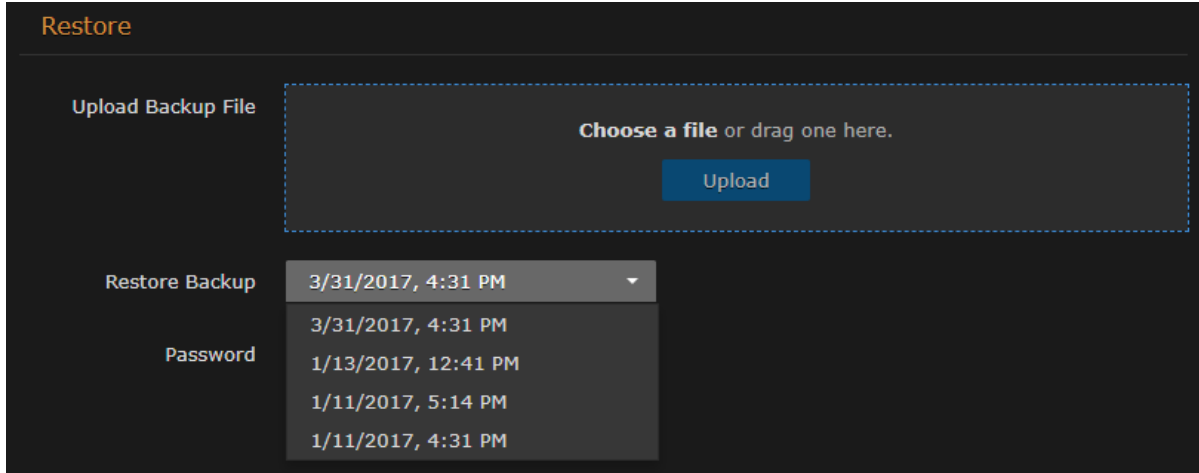 Restore
Upload Backup File
Choose a file or drag one here.
Upload
Restore Backup
3/31/2017, 4:31 PM
3/31/2017, 4:31 PM
Password
1/13/2017, 12:41 PM
1/11/2017, 5:14 PM
1/11/2017, 4:31 PM